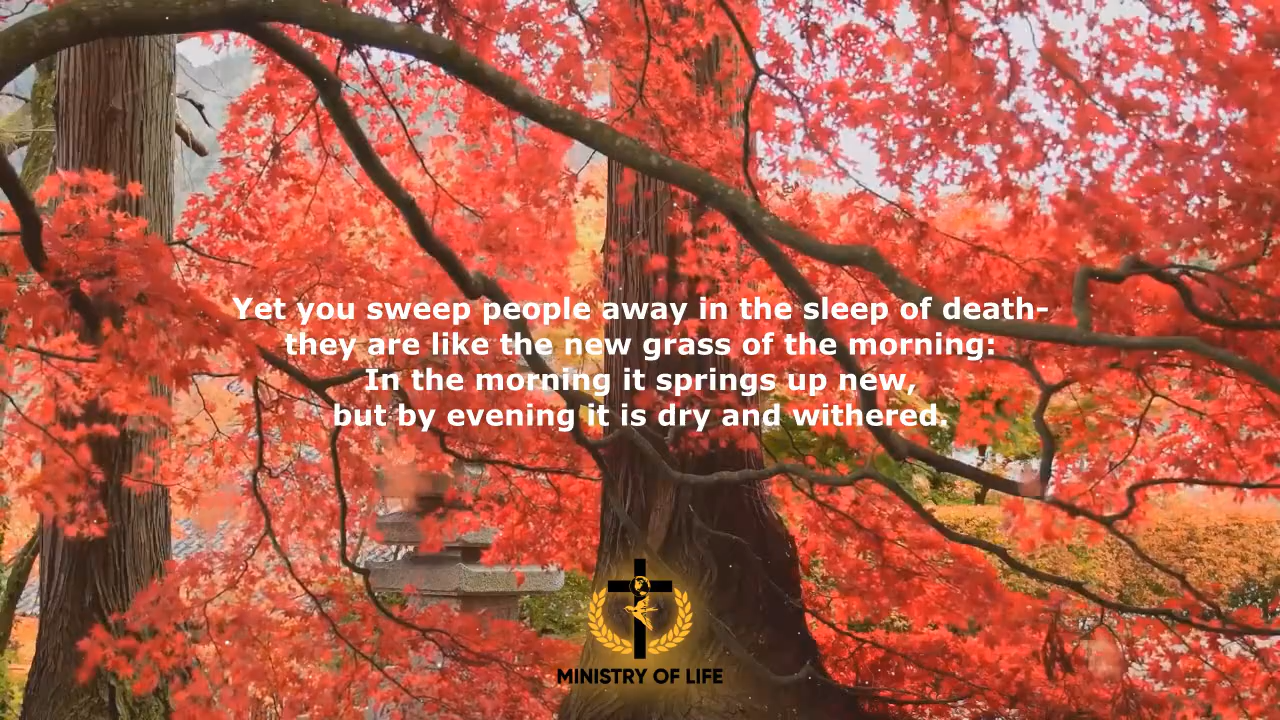 Yet you sweep people away in the sleep of death-
they are like the new grass of the morning:
In the morning it springs up new,
but by evening it is dry and withered.
MINISTRY OF LIFE